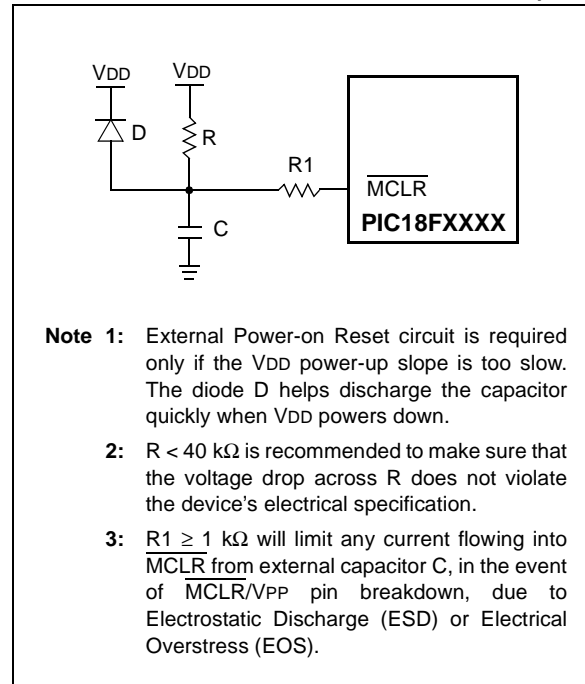 VDD VDD
D
R
R1
MCLR
PIC18FXXXX
C
Note 1: External Power-on Reset circuit is required
only if the VDD power-up slope is too slow.
The diode D helps discharge the capacitor
quickly when VDD powers down.
2: R < 40 kΩ is recommended to make sure that
the voltage drop across R does not violate
the device's electrical specification.
3: R1 ≥ 1 kΩ will limit any current flowing into
MCLR from external capacitor C, in the event
of MCLR/VPP pin breakdown, due to
Electrostatic Discharge (ESD) or Electrical
Overstress (EOS).